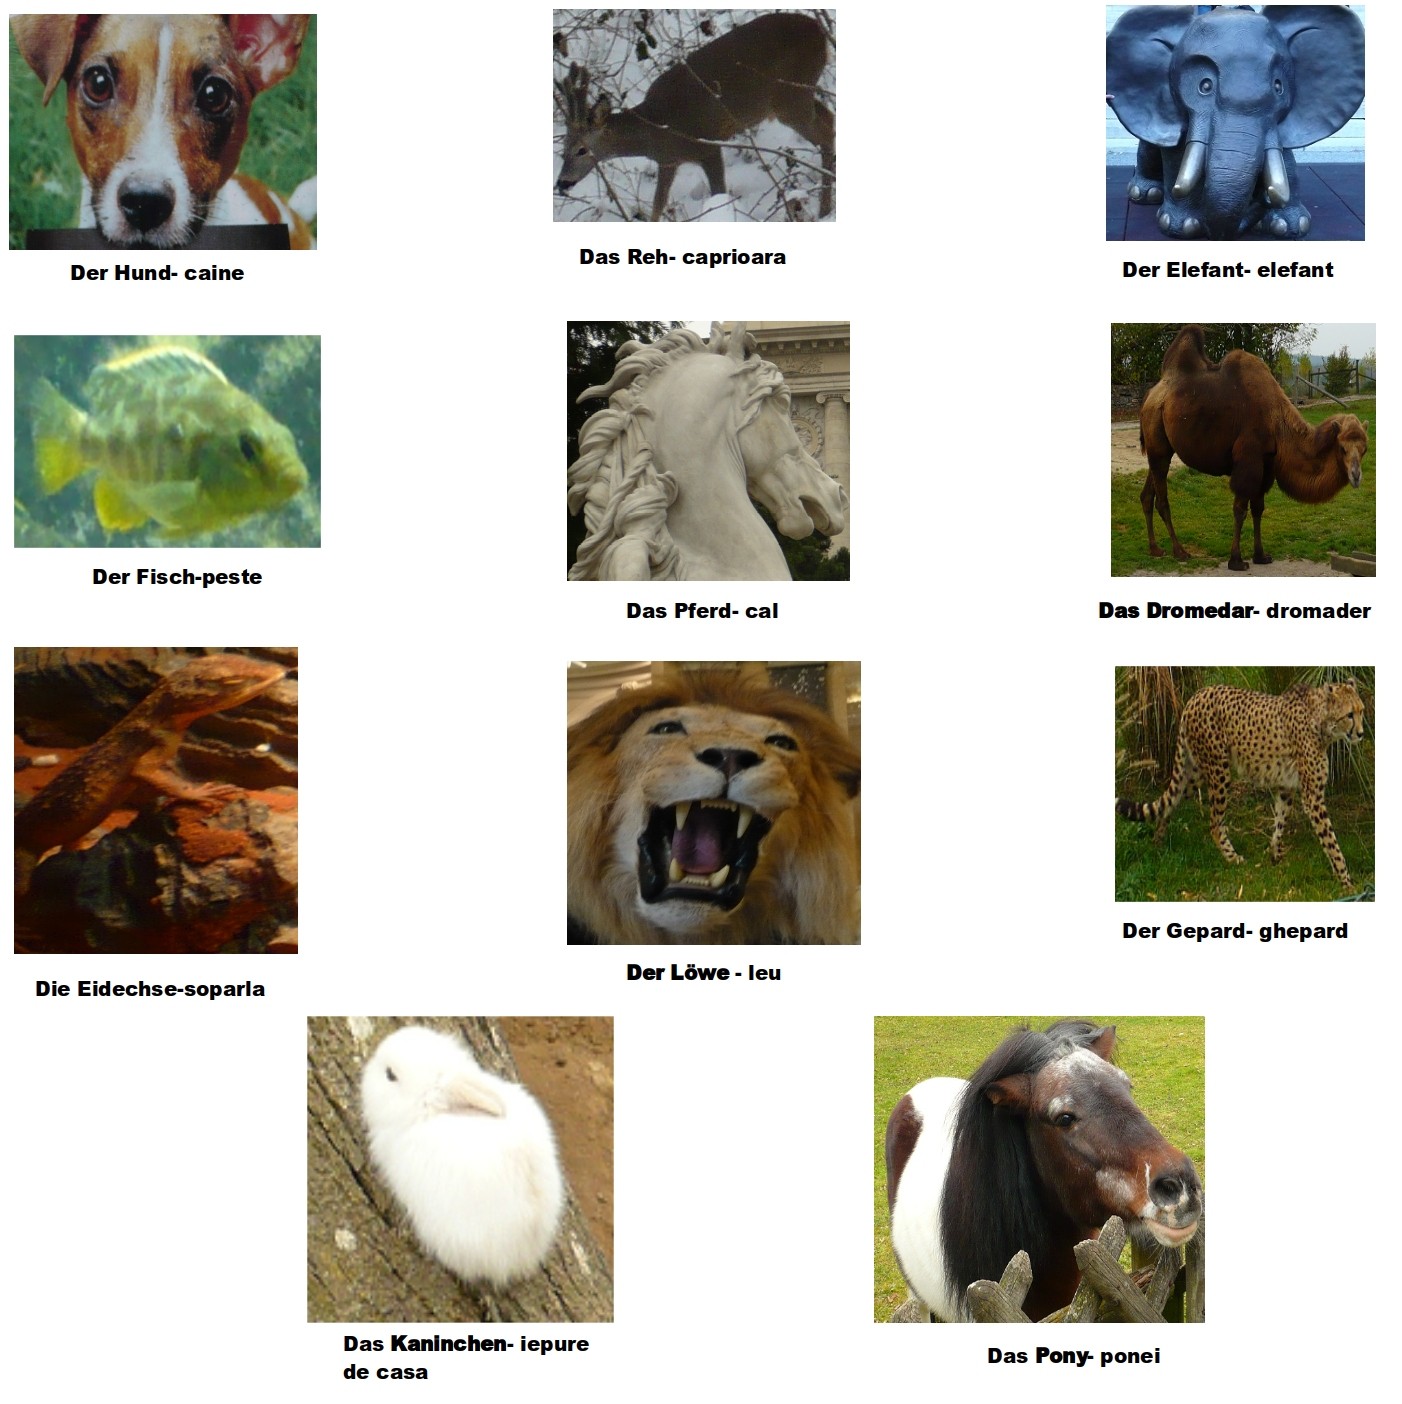 Der Hund- caine
Das Reh- caprioara
Der Elefant- elefant
Der Fisch-peste
Das Pferd- cal
Das Dromedar- dromader
Die Eidechse-soparla
Der Löwe - leu
Der Gepard- ghepard
Das Kaninchen- iepure
de casa
Das Pony- ponei